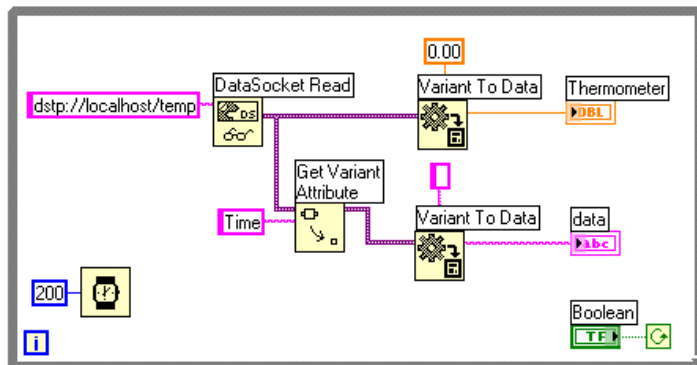 0.00
DataSocket Read
Variant To Data
Thermometer
dstp://localhost/temp
DS
DBL
Get Variant
Attribute
Time
Variant To Data
data
abc
200
Boolean
TF
i